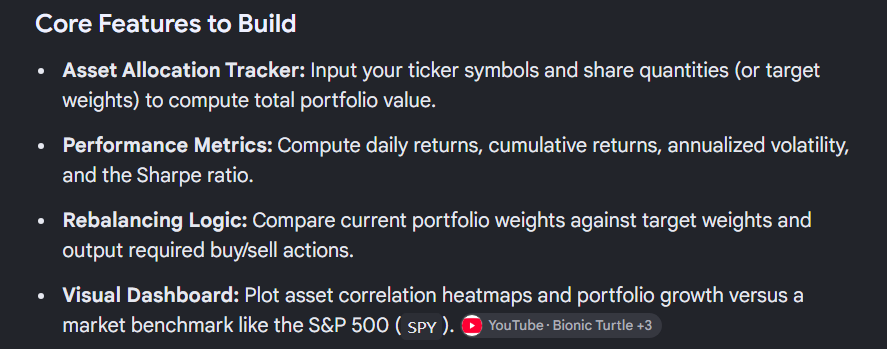 Core Features to Build
• Asset Allocation Tracker: Input your ticker symbols and share quantities (or target
weights) to compute total portfolio value.
• Performance Metrics: Compute daily returns, cumulative returns, annualized volatility,
and the Sharpe ratio.
• Rebalancing Logic: Compare current portfolio weights against target weights and
output required buy/sell actions.
• Visual Dashboard: Plot asset correlation heatmaps and portfolio growth versus a
market benchmark like the S&P 500 ( SPY ). YouTube · Bionic Turtle +3